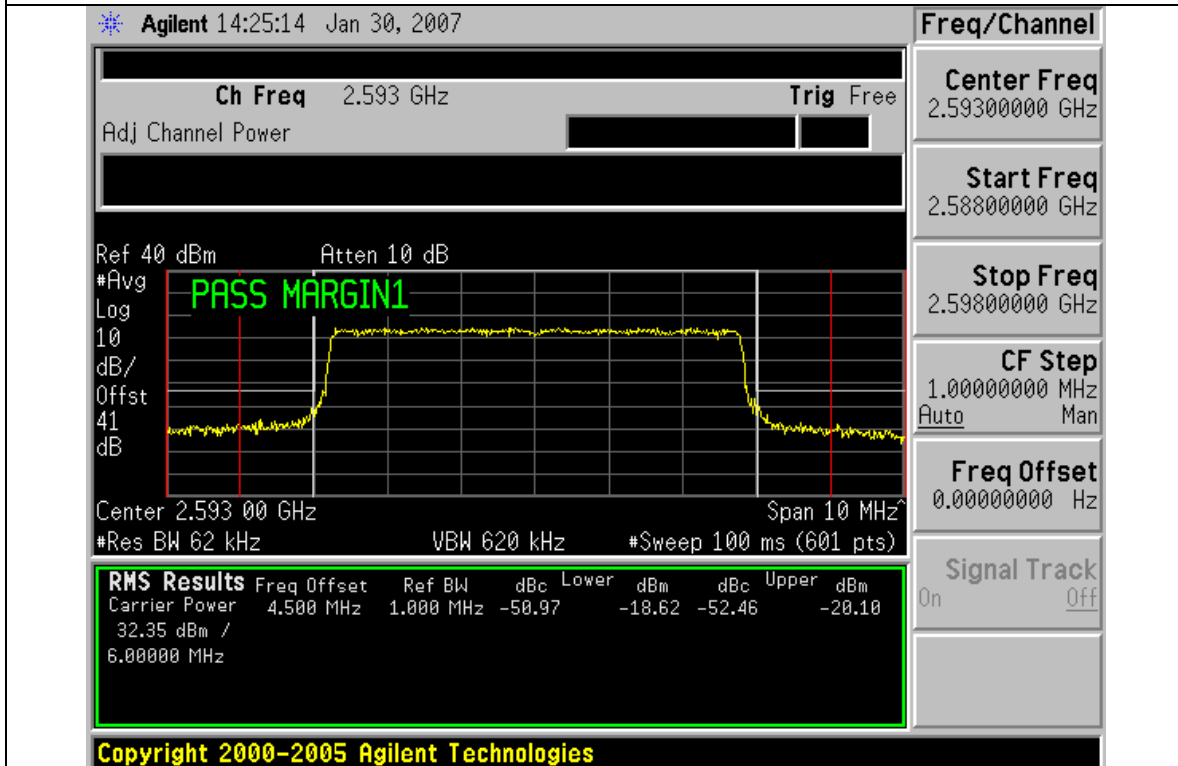 Agilent 14:25:14 Jan 30, 2007
Freq/Channel
Ch Freq 2.593 GHz Trig Free
Adj Channel Power
Center Freq
2.59300000 GHz
Start Freq
2.58800000 GHz
Stop Freq
2.59800000 GHz
CF Step
1.00000000 MHz
Auto Man
Freq Offset
0.00000000 Hz
Signal Track
On Off
Ref 40 dBm Atten 10 dB
#Avg
Log
10
dB/
Offst
41
dB
PASS MARGIN1
Center 2.593 00 GHz Span 10 MHz^
#Res BW 62 kHz VBW 620 kHz #Sweep 100 ms (601 pts)
RMS Results Freq Offset Ref BW dBc Lower dBm dBc Upper dBm
Carrier Power 4.500 MHz 1.000 MHz -50.97 -18.62 -52.46 -20.10
32.35 dBm /
6.00000 MHz
Copyright 2000-2005 Agilent Technologies